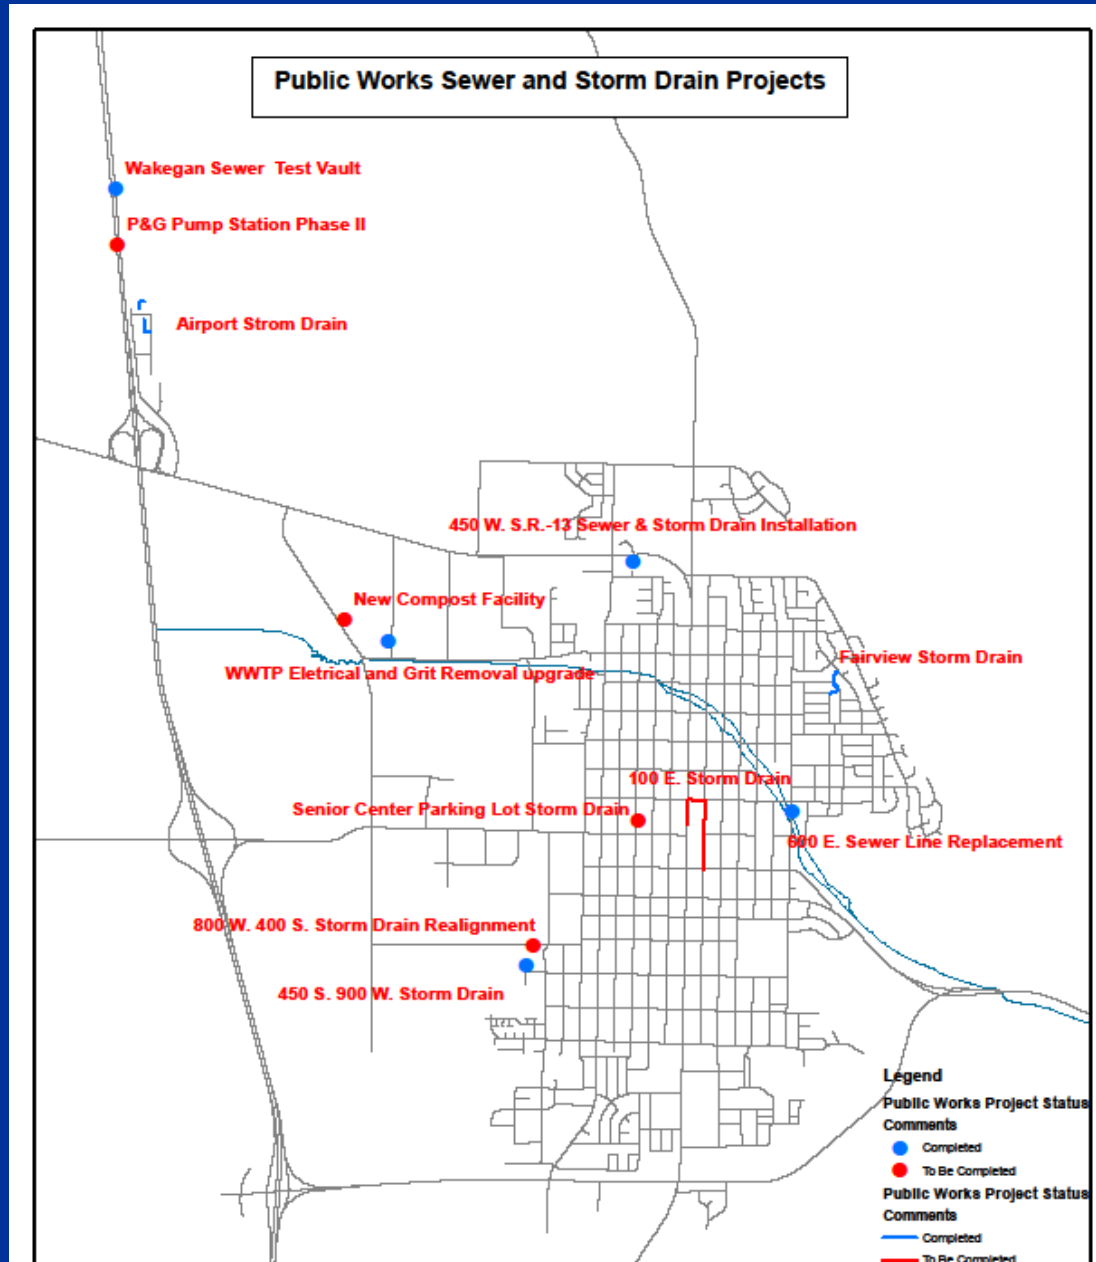 Public Works Sewer and Storm Drain Projects
Wakegan Sewer Test Vault
P&G Pump Station Phase II
Airport Strom Drain
450 W. S.R.-13 Sewer & Storm Drain Installation
New Compost Facility
Fairview Storm Drain
WWTP Eletrical and Grit Removal upgrade
100 E. Storm Drain
Senior Center Parking Lot Storm Drain
600 E. Sewer Line Replacement
800 W. 400 S. Storm Drain Realignment
450 S. 900 W. Storm Drain
Legend
Public Works Project Status
Comments
Completed
To Be Completed
Public Works Project Status
Comments
Completed
To Be Completed